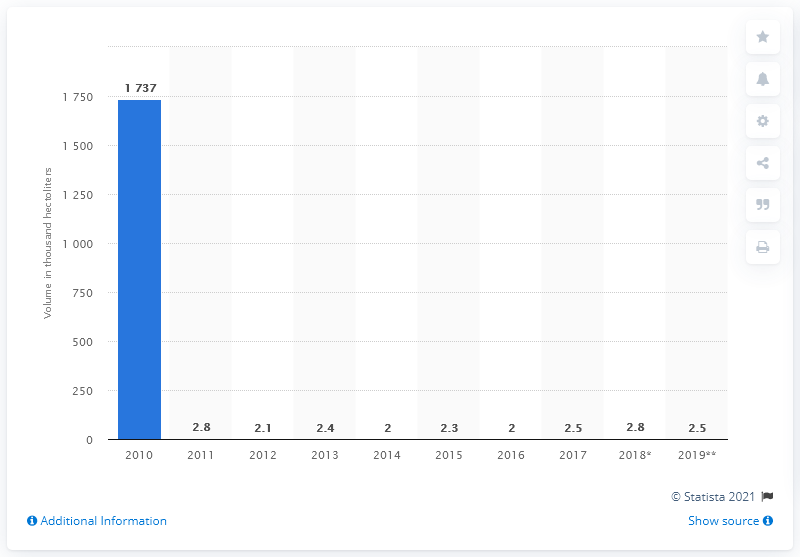 1 737
1 750
1 500
1 250
1 000
750
500
250
0
Volume in thousand hectoliters
2.8 2.1 2.4 2 2.3 2 2.5 2.8 2.5
2010 2011 2012 2013 2014 2015 2016 2017 2018* 2019**
© Statista 2021
Additional Information Show source